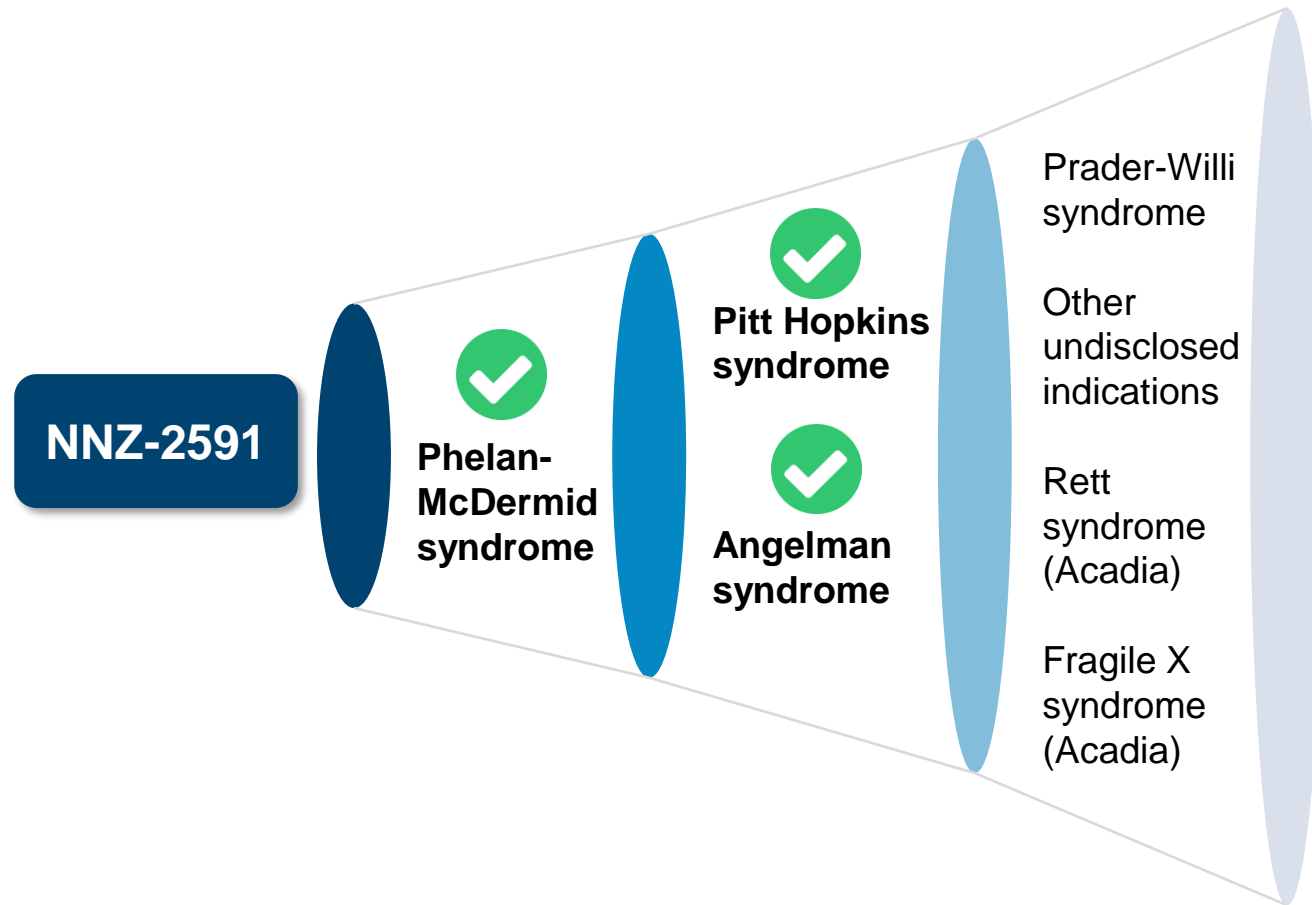 NNZ-2591
Phelan-
McDermid
syndrome
Pitt Hopkins
syndrome
Angelman
syndrome
Prader-Willi
syndrome
Other
undisclosed
indications
Rett
syndrome
(Acadia)
Fragile X
syndrome
(Acadia)